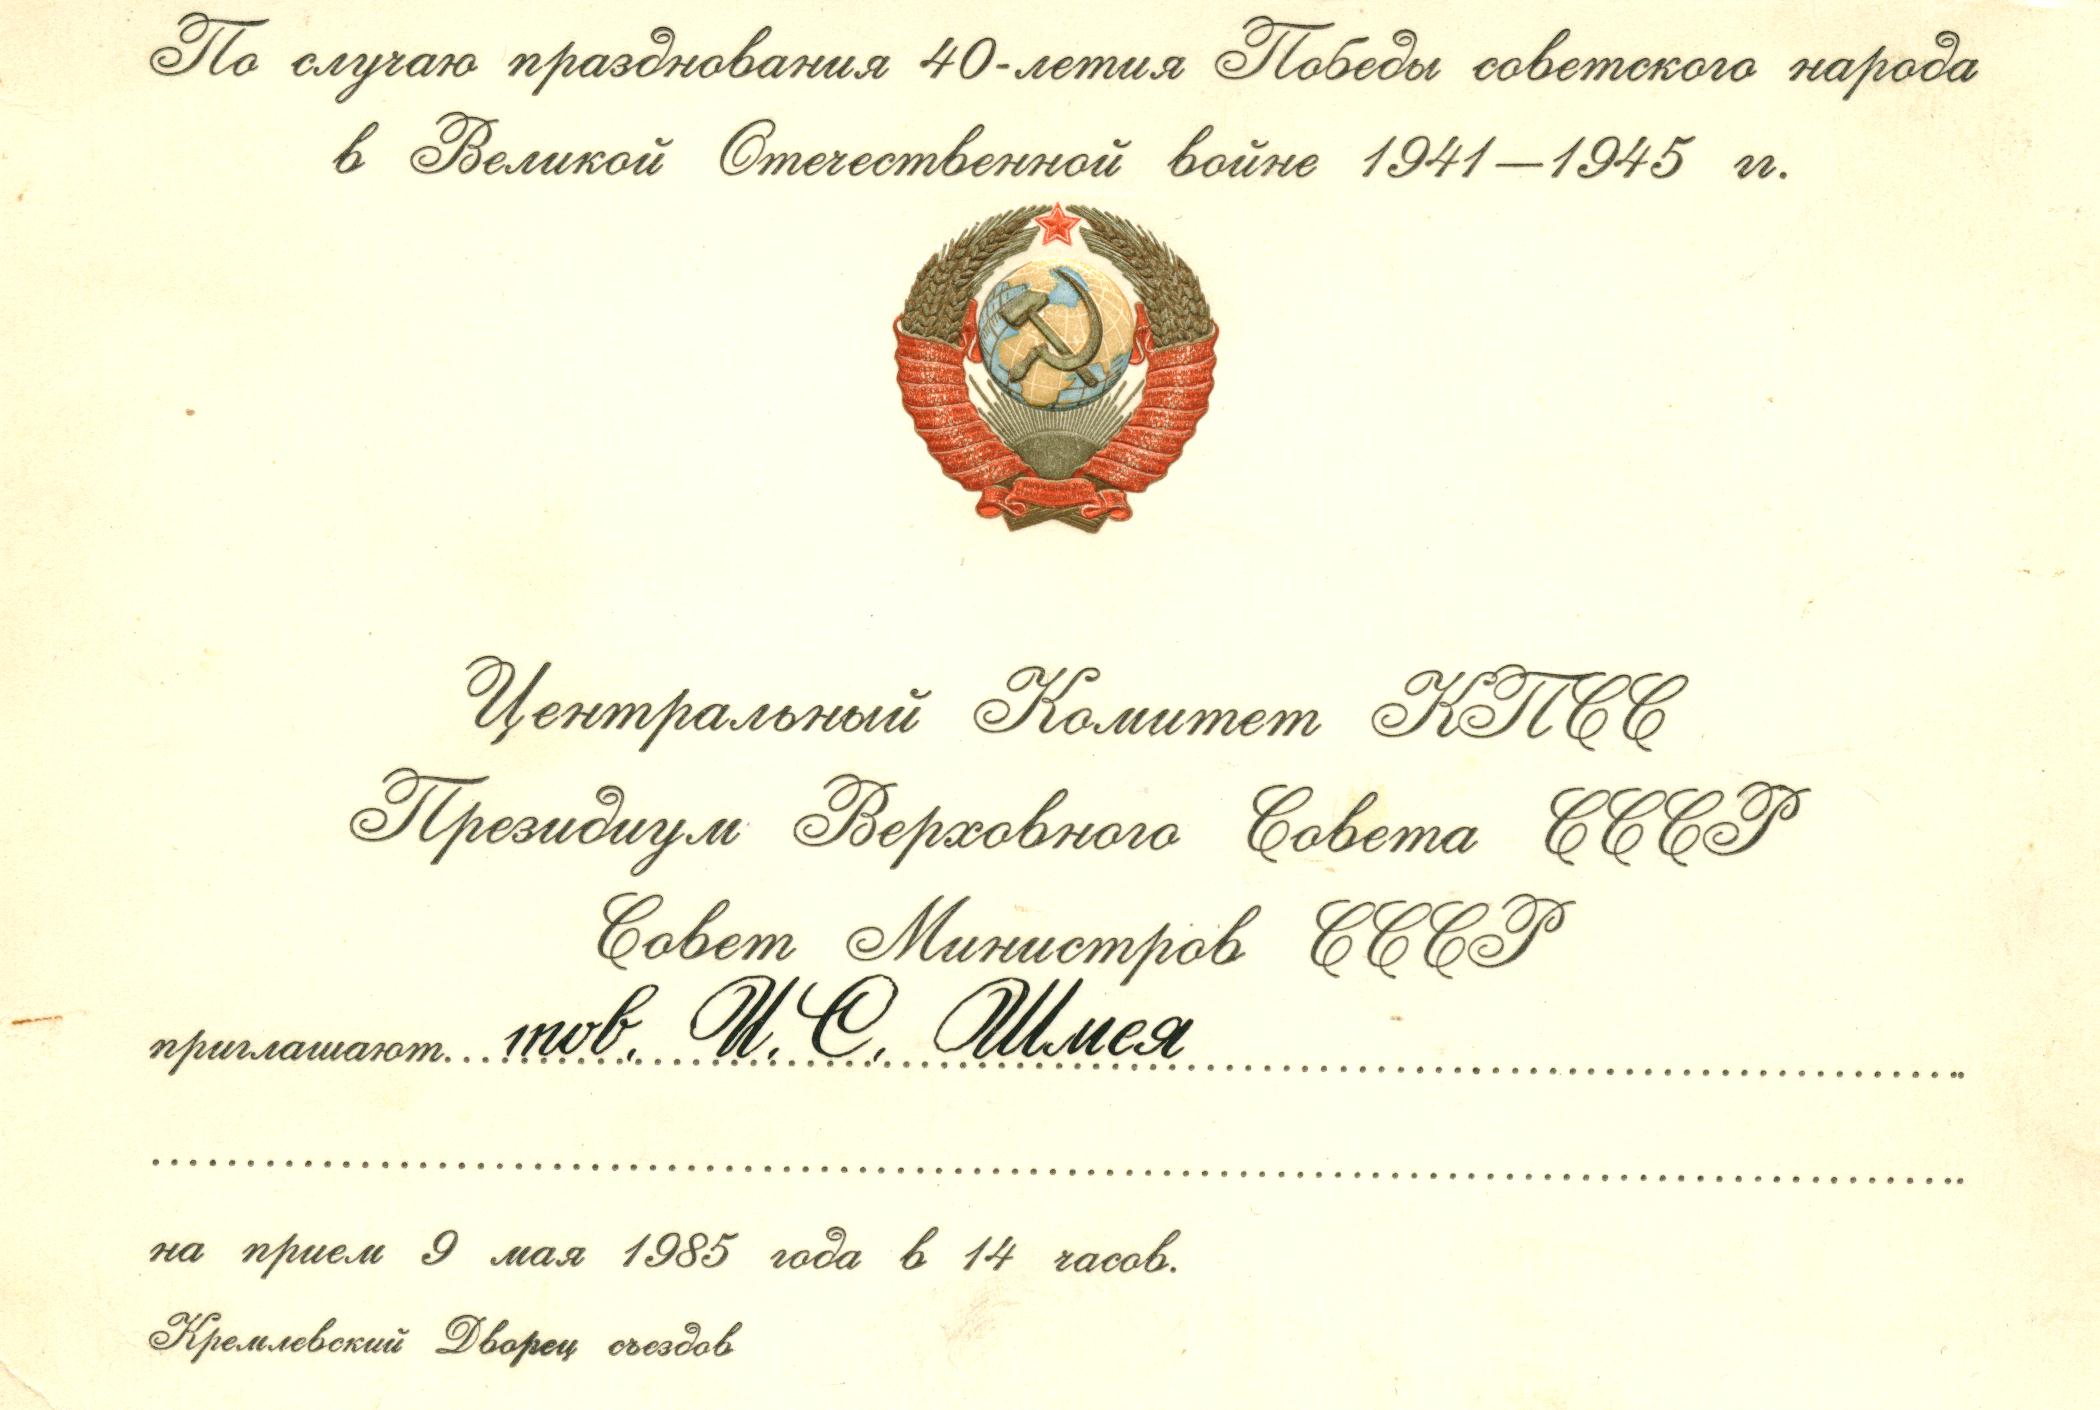 По случаю празднования 40-летия Победы советского народа
в Великой Отечественной войне 1941—1945 гг.
Центральный Комитет КПСС
Президиум Верховного Совета СССР
Совет Министров СССР
приглашают тов. И.С. Шмея
на прием 9 мая 1985 года в 14 часов.
Кремлевский Дворец съездов